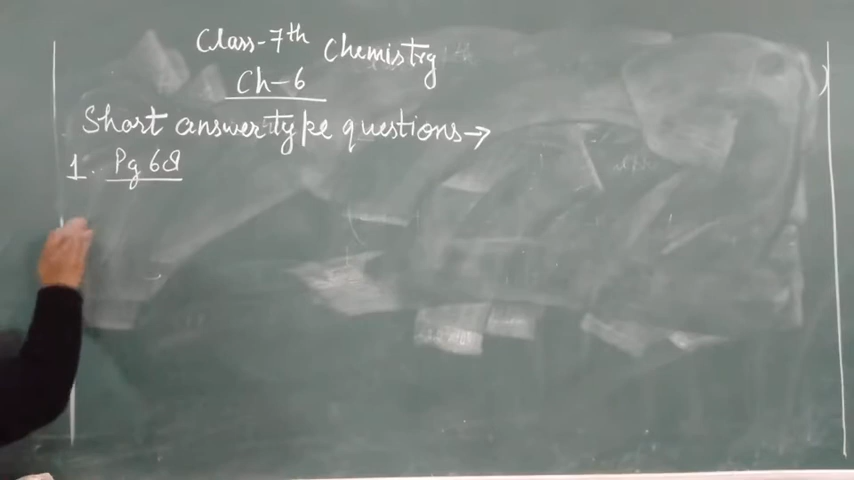 Class-7th Chemistry
Ch-6
Short answer type questions→
1. Pg 68